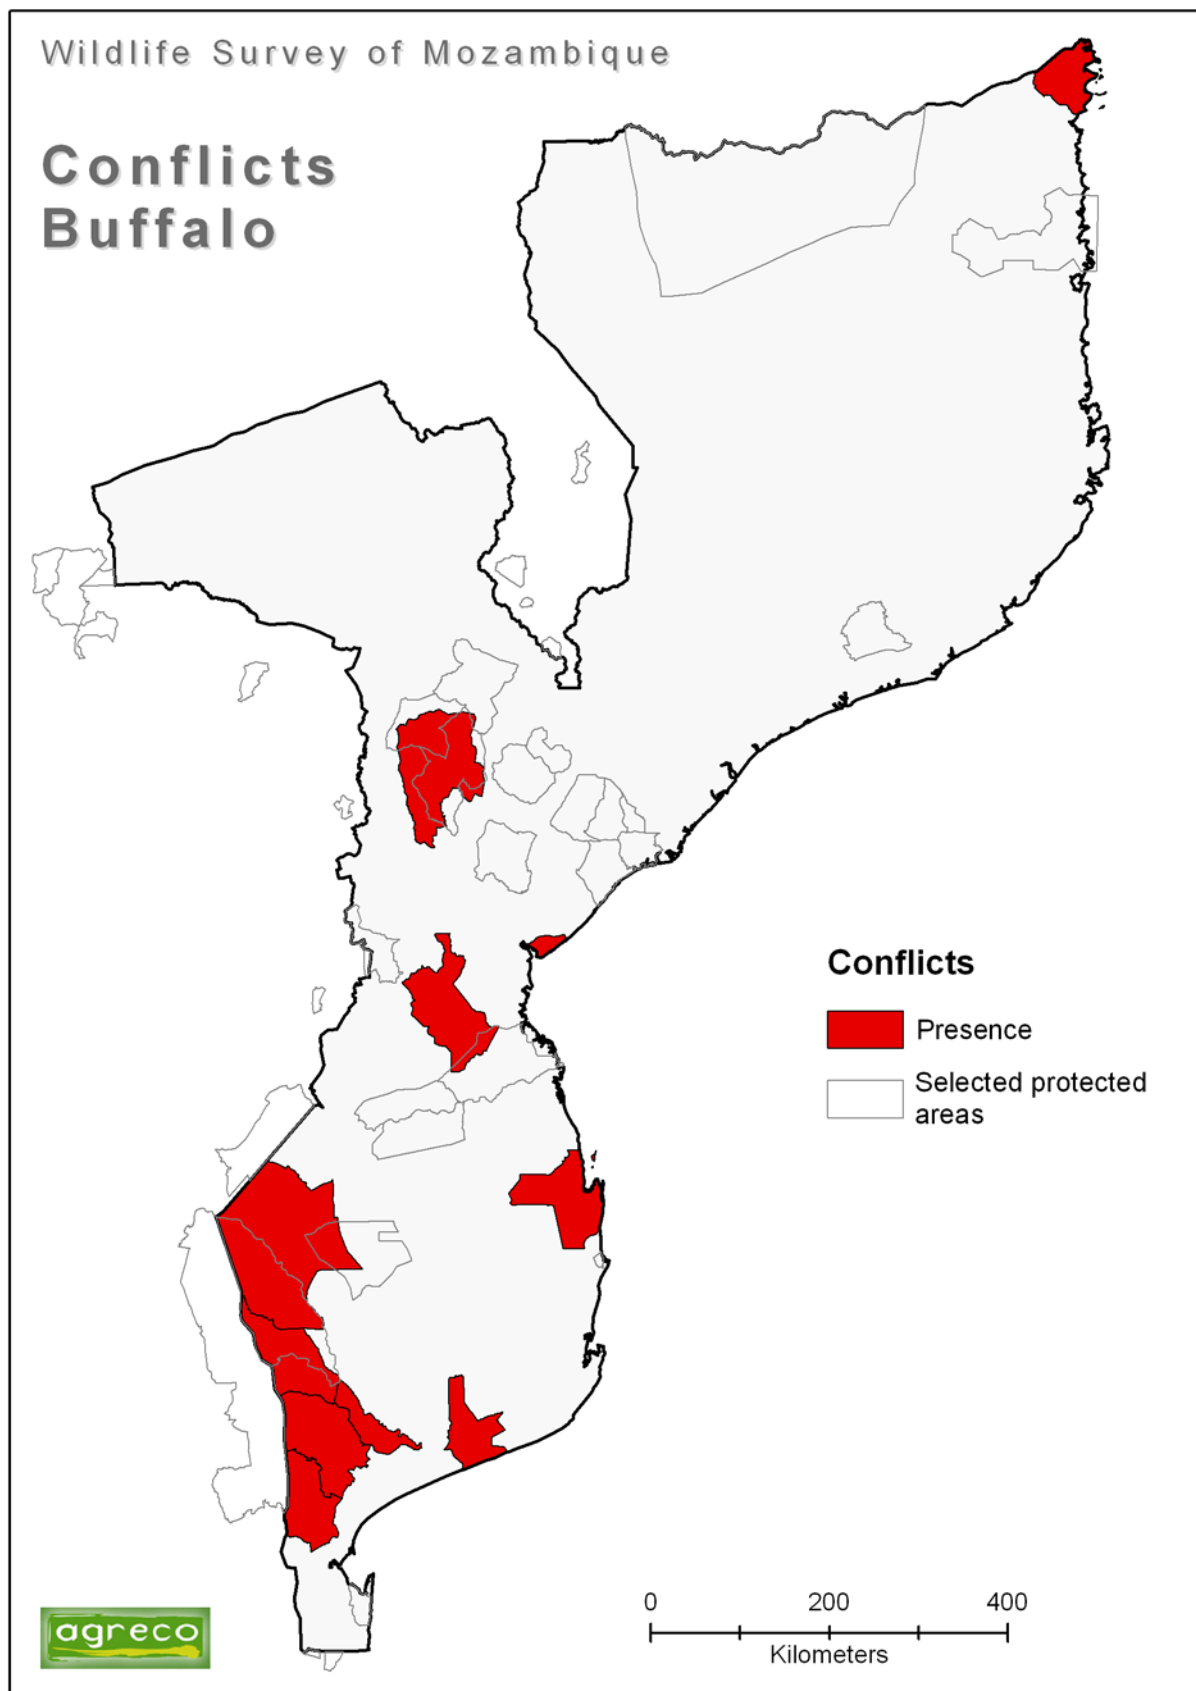 Wildlife Survey of Mozambique
Conflicts
Buffalo
Conflicts
Presence
Selected protected
areas
0 200 400
Kilometers
agreco